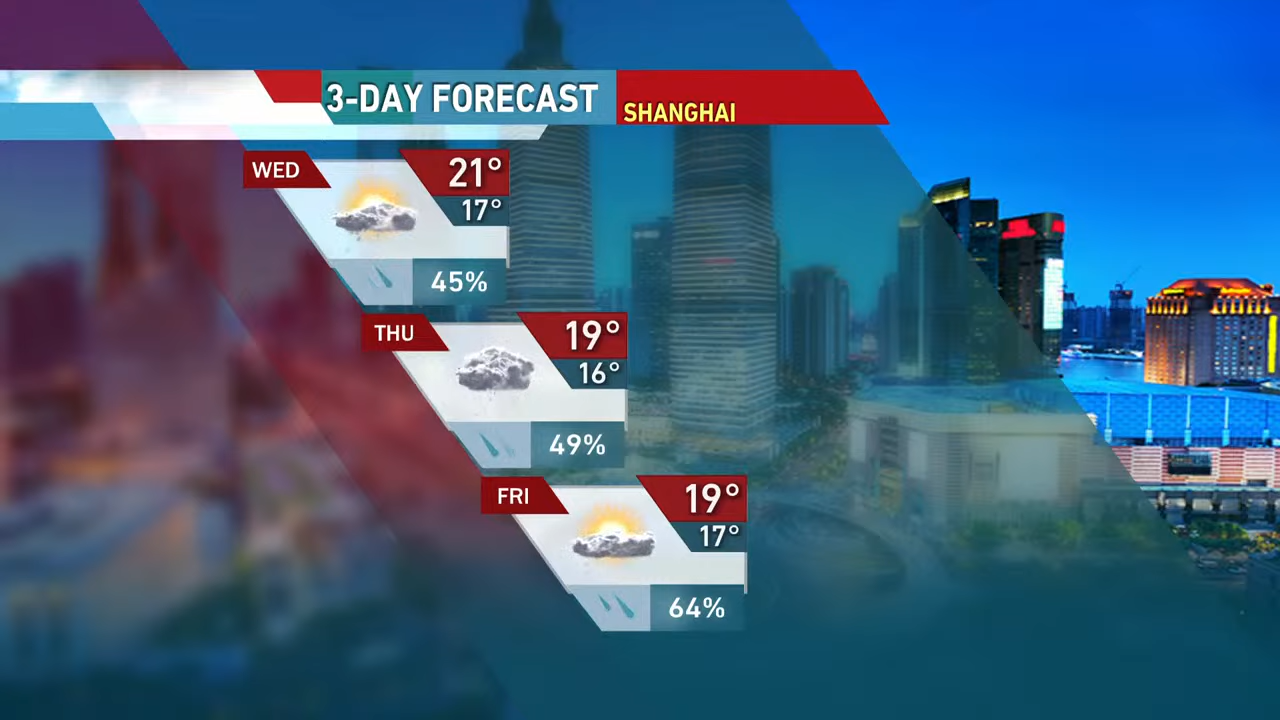 3-DAY FORECAST
SHANGHAI
WED
21°
17°
45%
THU
19°
16°
49%
FRI
19°
17°
64%